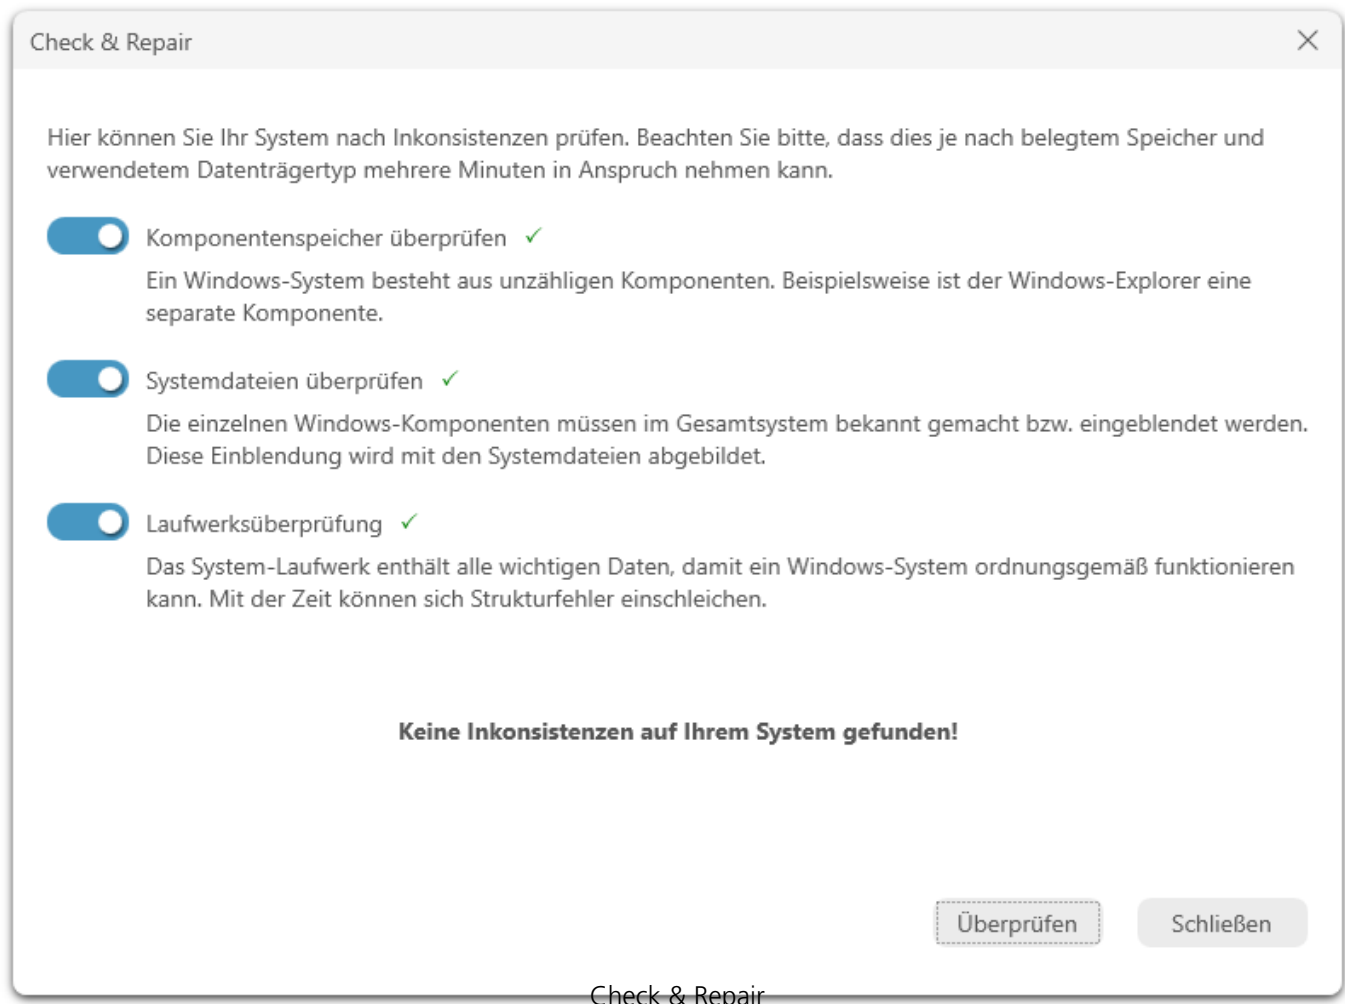 Check & Repair
Hier können Sie Ihr System nach Inkonsistenzen prüfen. Beachten Sie bitte, dass dies je nach belegtem Speicher und
verwendetem Datenträgertyp mehrere Minuten in Anspruch nehmen kann.
Komponentenspeicher überprüfen ✓
Ein Windows-System besteht aus unzähligen Komponenten. Beispielsweise ist der Windows-Explorer eine
separate Komponente.
Systemdateien überprüfen ✓
Die einzelnen Windows-Komponenten müssen im Gesamtsystem bekannt gemacht bzw. eingeblendet werden.
Diese Einblendung wird mit den Systemdateien abgebildet.
Laufwerksüberprüfung ✓
Das System-Laufwerk enthält alle wichtigen Daten, damit ein Windows-System ordnungsgemäß funktionieren
kann. Mit der Zeit können sich Strukturfehler einschleichen.
Keine Inkonsistenzen auf Ihrem System gefunden!
Überprüfen Schließen
Check & Repair